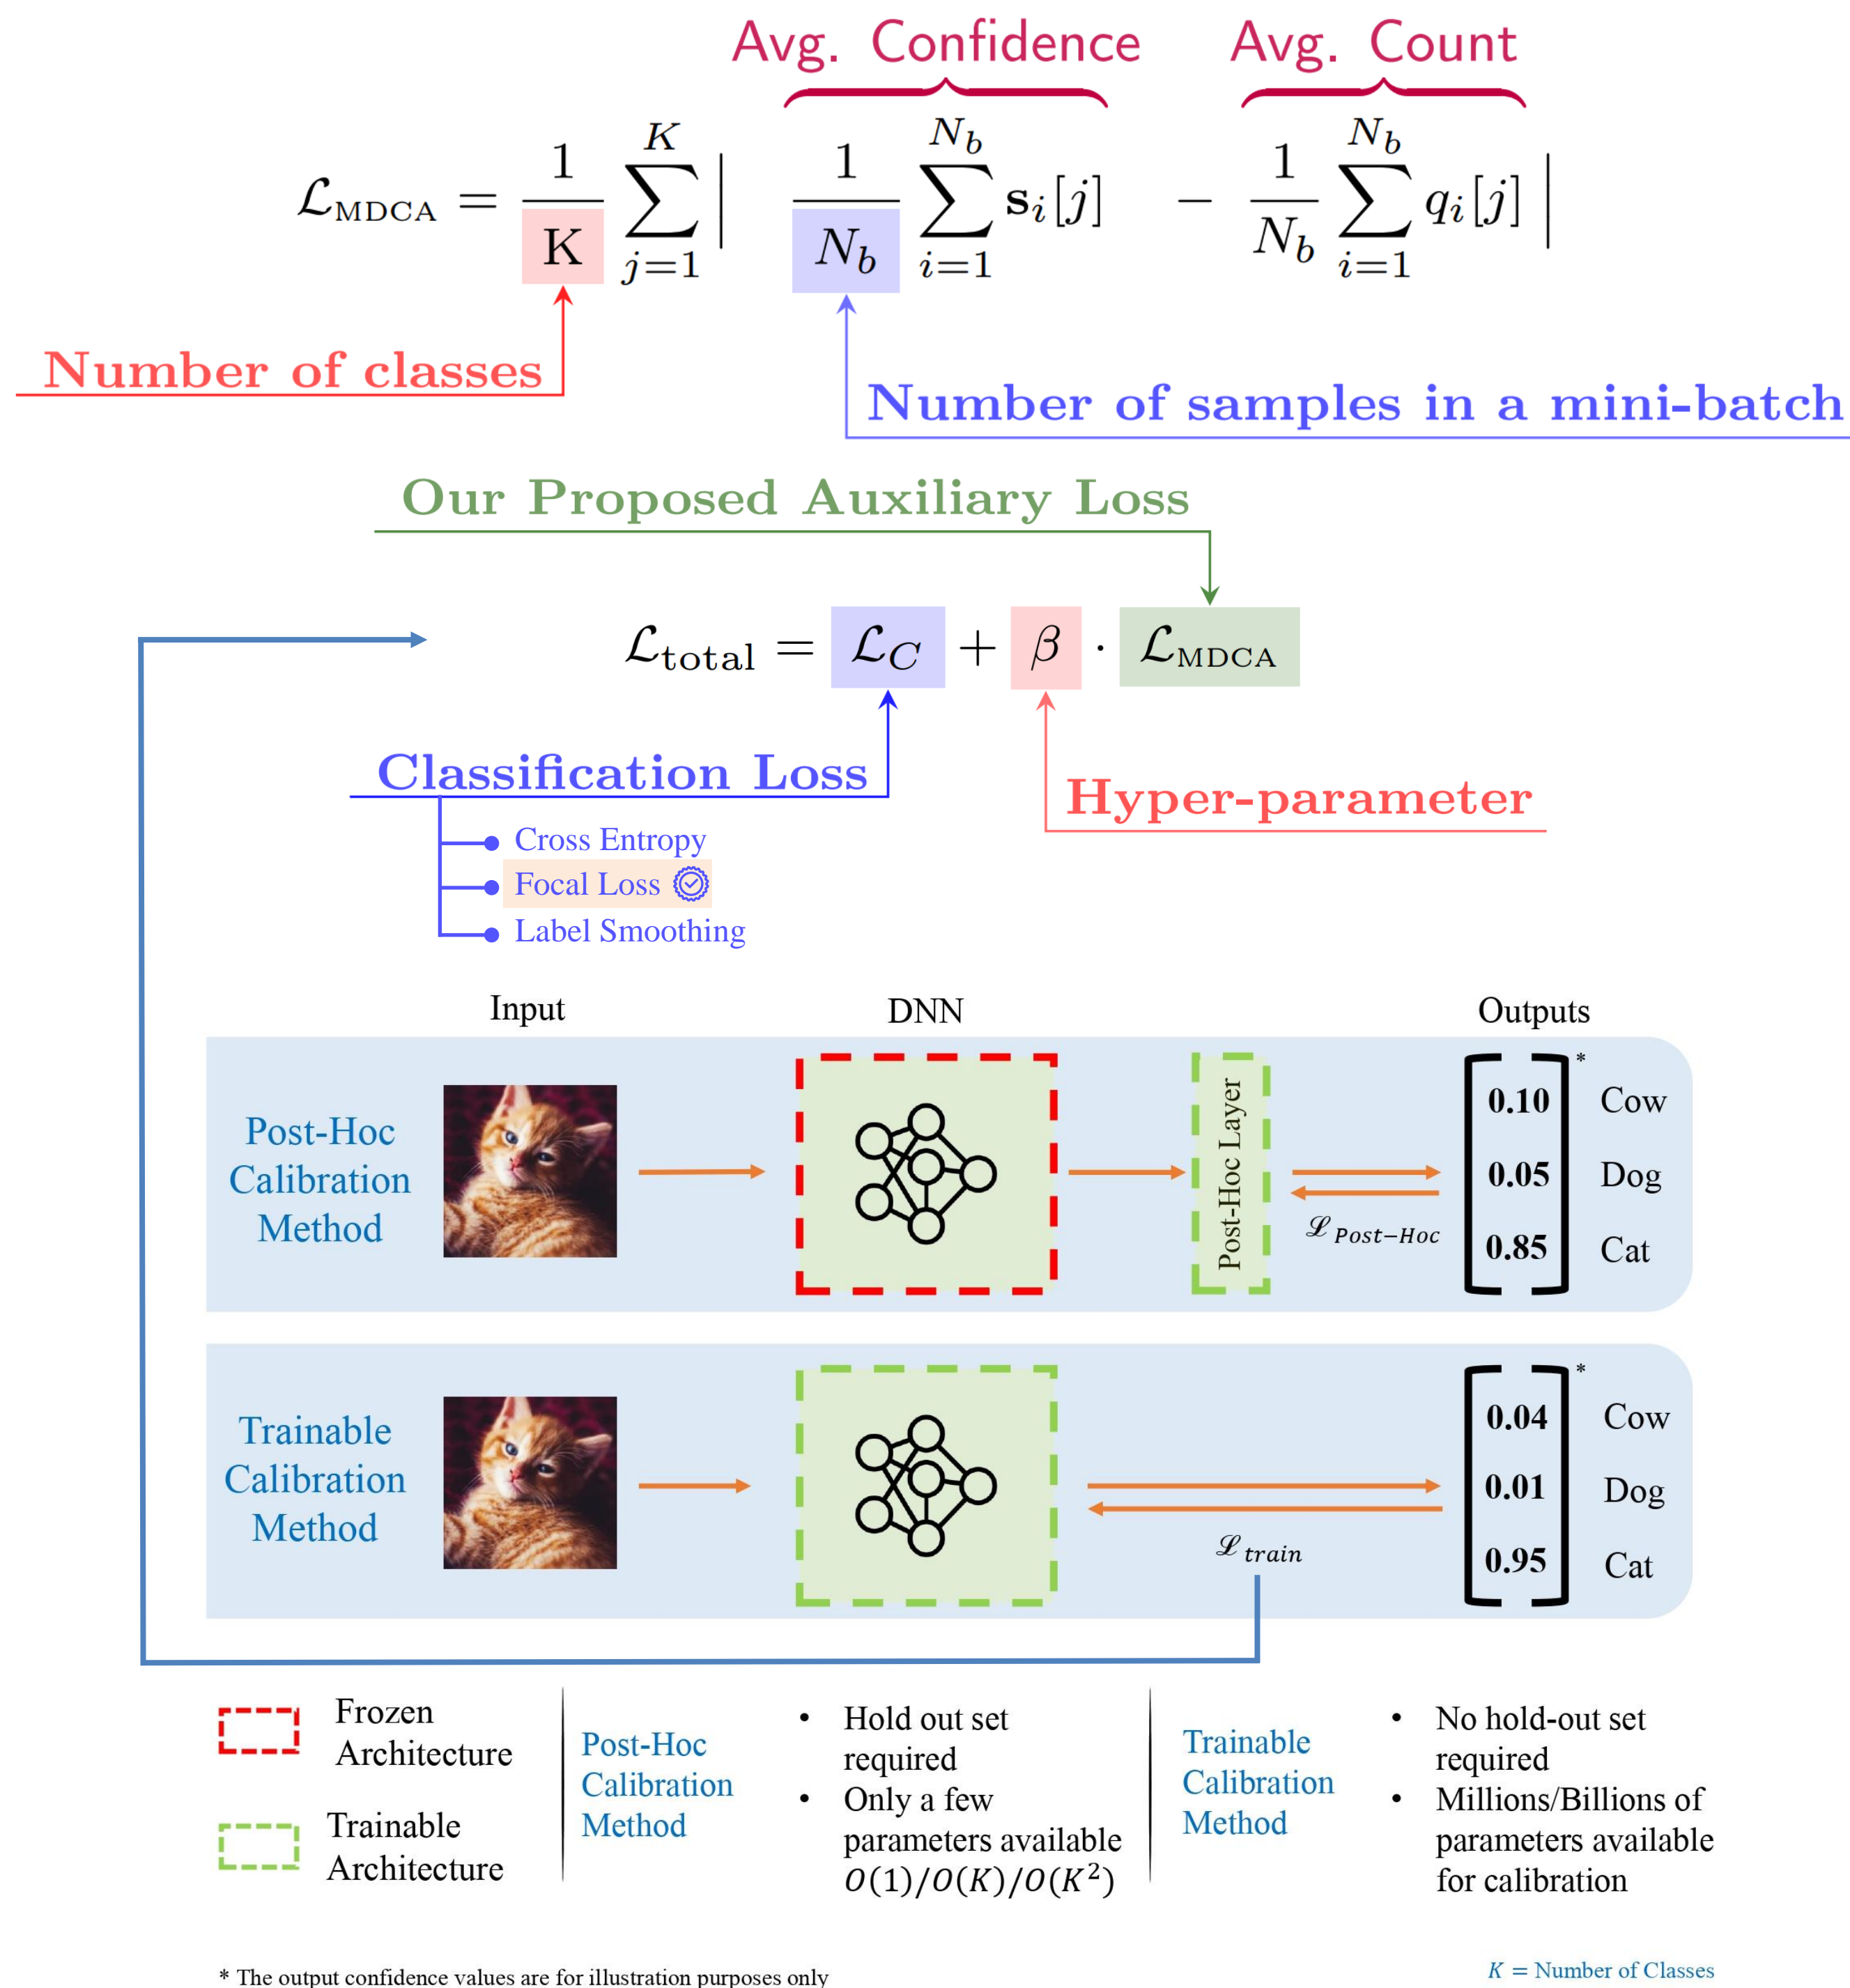 Avg. Confidence Avg. Count
ℒ_MDCA = 1/K ∑_{j=1}^{K} | 1/N_b ∑_{i=1}^{N_b} s_i[j] − 1/N_b ∑_{i=1}^{N_b} q_i[j] |
Number of classes
Number of samples in a mini-batch
Our Proposed Auxiliary Loss
ℒ_total = ℒ_C + β · ℒ_MDCA
Classification Loss
Hyper-parameter
Cross Entropy
Focal Loss
Label Smoothing
Input DNN Outputs
Post-Hoc
Calibration
Method
Post-Hoc Layer
ℒ_Post−Hoc
*
0.10 Cow
0.05 Dog
0.85 Cat
Trainable
Calibration
Method
ℒ_train
*
0.04 Cow
0.01 Dog
0.95 Cat
Frozen
Architecture
Trainable
Architecture
Post-Hoc
Calibration
Method
• Hold out set
required
• Only a few
parameters available
O(1)/O(K)/O(K²)
Trainable
Calibration
Method
• No hold-out set
required
• Millions/Billions of
parameters available
for calibration
* The output confidence values are for illustration purposes only
K = Number of Classes